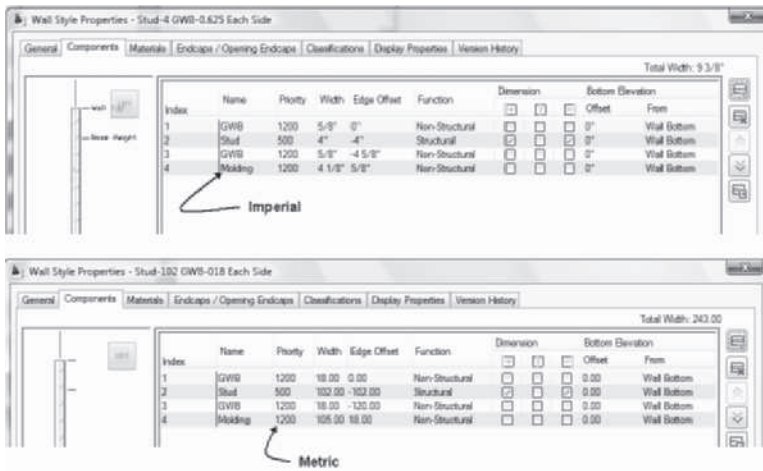 Wall Style Properties - Stud-4 GWB-0.625 Each Side
General Components Materials Endcaps / Opening Endcaps Classifications Display Properties Version History
Total Width: 9 3/8"
Index Name Priority Width Edge Offset Function Dimension Bottom Elevation
Offset From
1 GWB 1200 5/8" 0" Non-Structural 0" Wall Bottom
2 Stud 500 4" -4" Structural 0" Wall Bottom
3 GWB 1200 5/8" -4 5/8" Non-Structural 0" Wall Bottom
4 Molding 1200 4 1/8" 5/8" Non-Structural 0" Wall Bottom
Wall
Base Height
Imperial
Wall Style Properties - Stud-102 GWB-018 Each Side
General Components Materials Endcaps / Opening Endcaps Classifications Display Properties Version History
Total Width: 243.00
Index Name Priority Width Edge Offset Function Dimension Bottom Elevation
Offset From
1 GWB 1200 18.00 0.00 Non-Structural 0.00 Wall Bottom
2 Stud 500 102.00 -102.00 Structural 0.00 Wall Bottom
3 GWB 1200 18.00 -120.00 Non-Structural 0.00 Wall Bottom
4 Molding 1200 105.00 18.00 Non-Structural 0.00 Wall Bottom
Metric